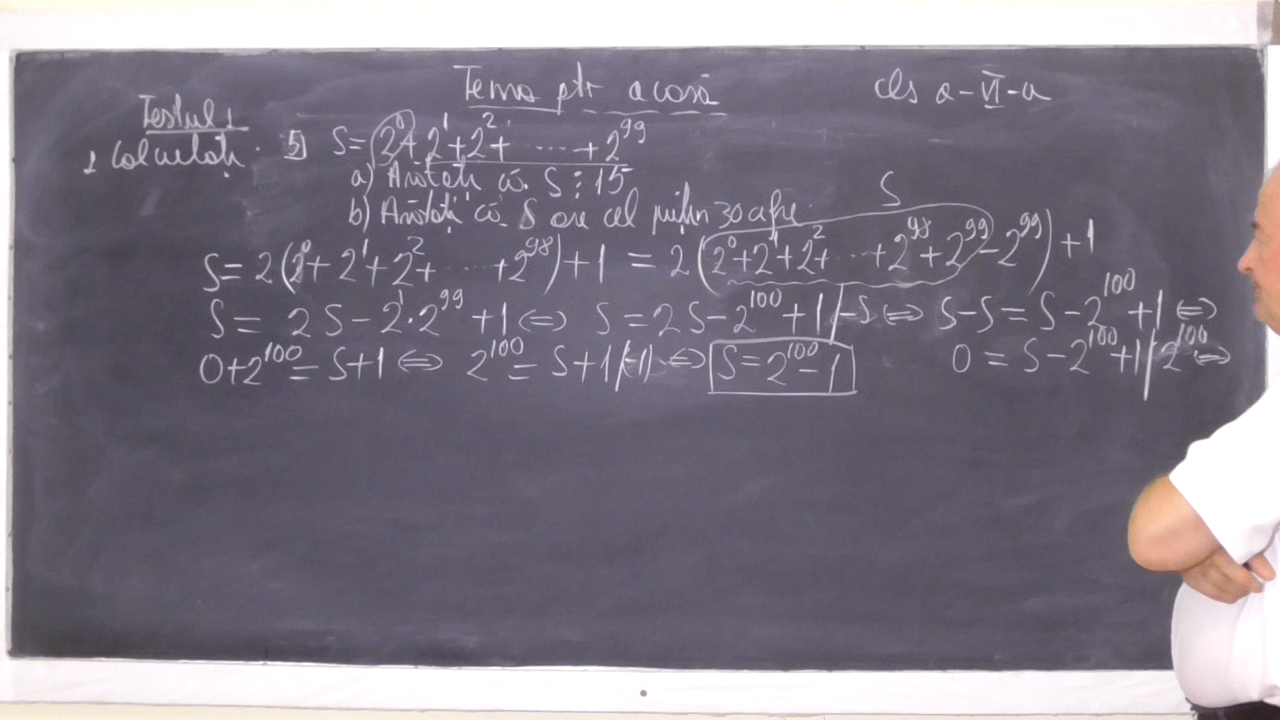 Tema ptr acasă
cls a-VI-a
Testul 1
1 Calculați. 5) S=2⁰+2¹+2²+ ..... +2⁹⁹
a) Arătați că. S⋮15
b) Arătați că S are cel puțin 30 cifre.
S
S=2(2⁰+2¹+2²+ ..... +2⁹⁸)+1 = 2(2⁰+2¹+2²+ ... +2⁹⁸+2⁹⁹-2⁹⁹)+1
S= 2S-2¹·2⁹⁹+1⇔ S=2S-2¹⁰⁰+1/-S⇔ S-S=S-2¹⁰⁰+1⇔
0=S-2¹⁰⁰+1/2¹⁰⁰⇔
0+2¹⁰⁰=S+1⇔ 2¹⁰⁰=S+1/(-1)⇔ S=2¹⁰⁰-1